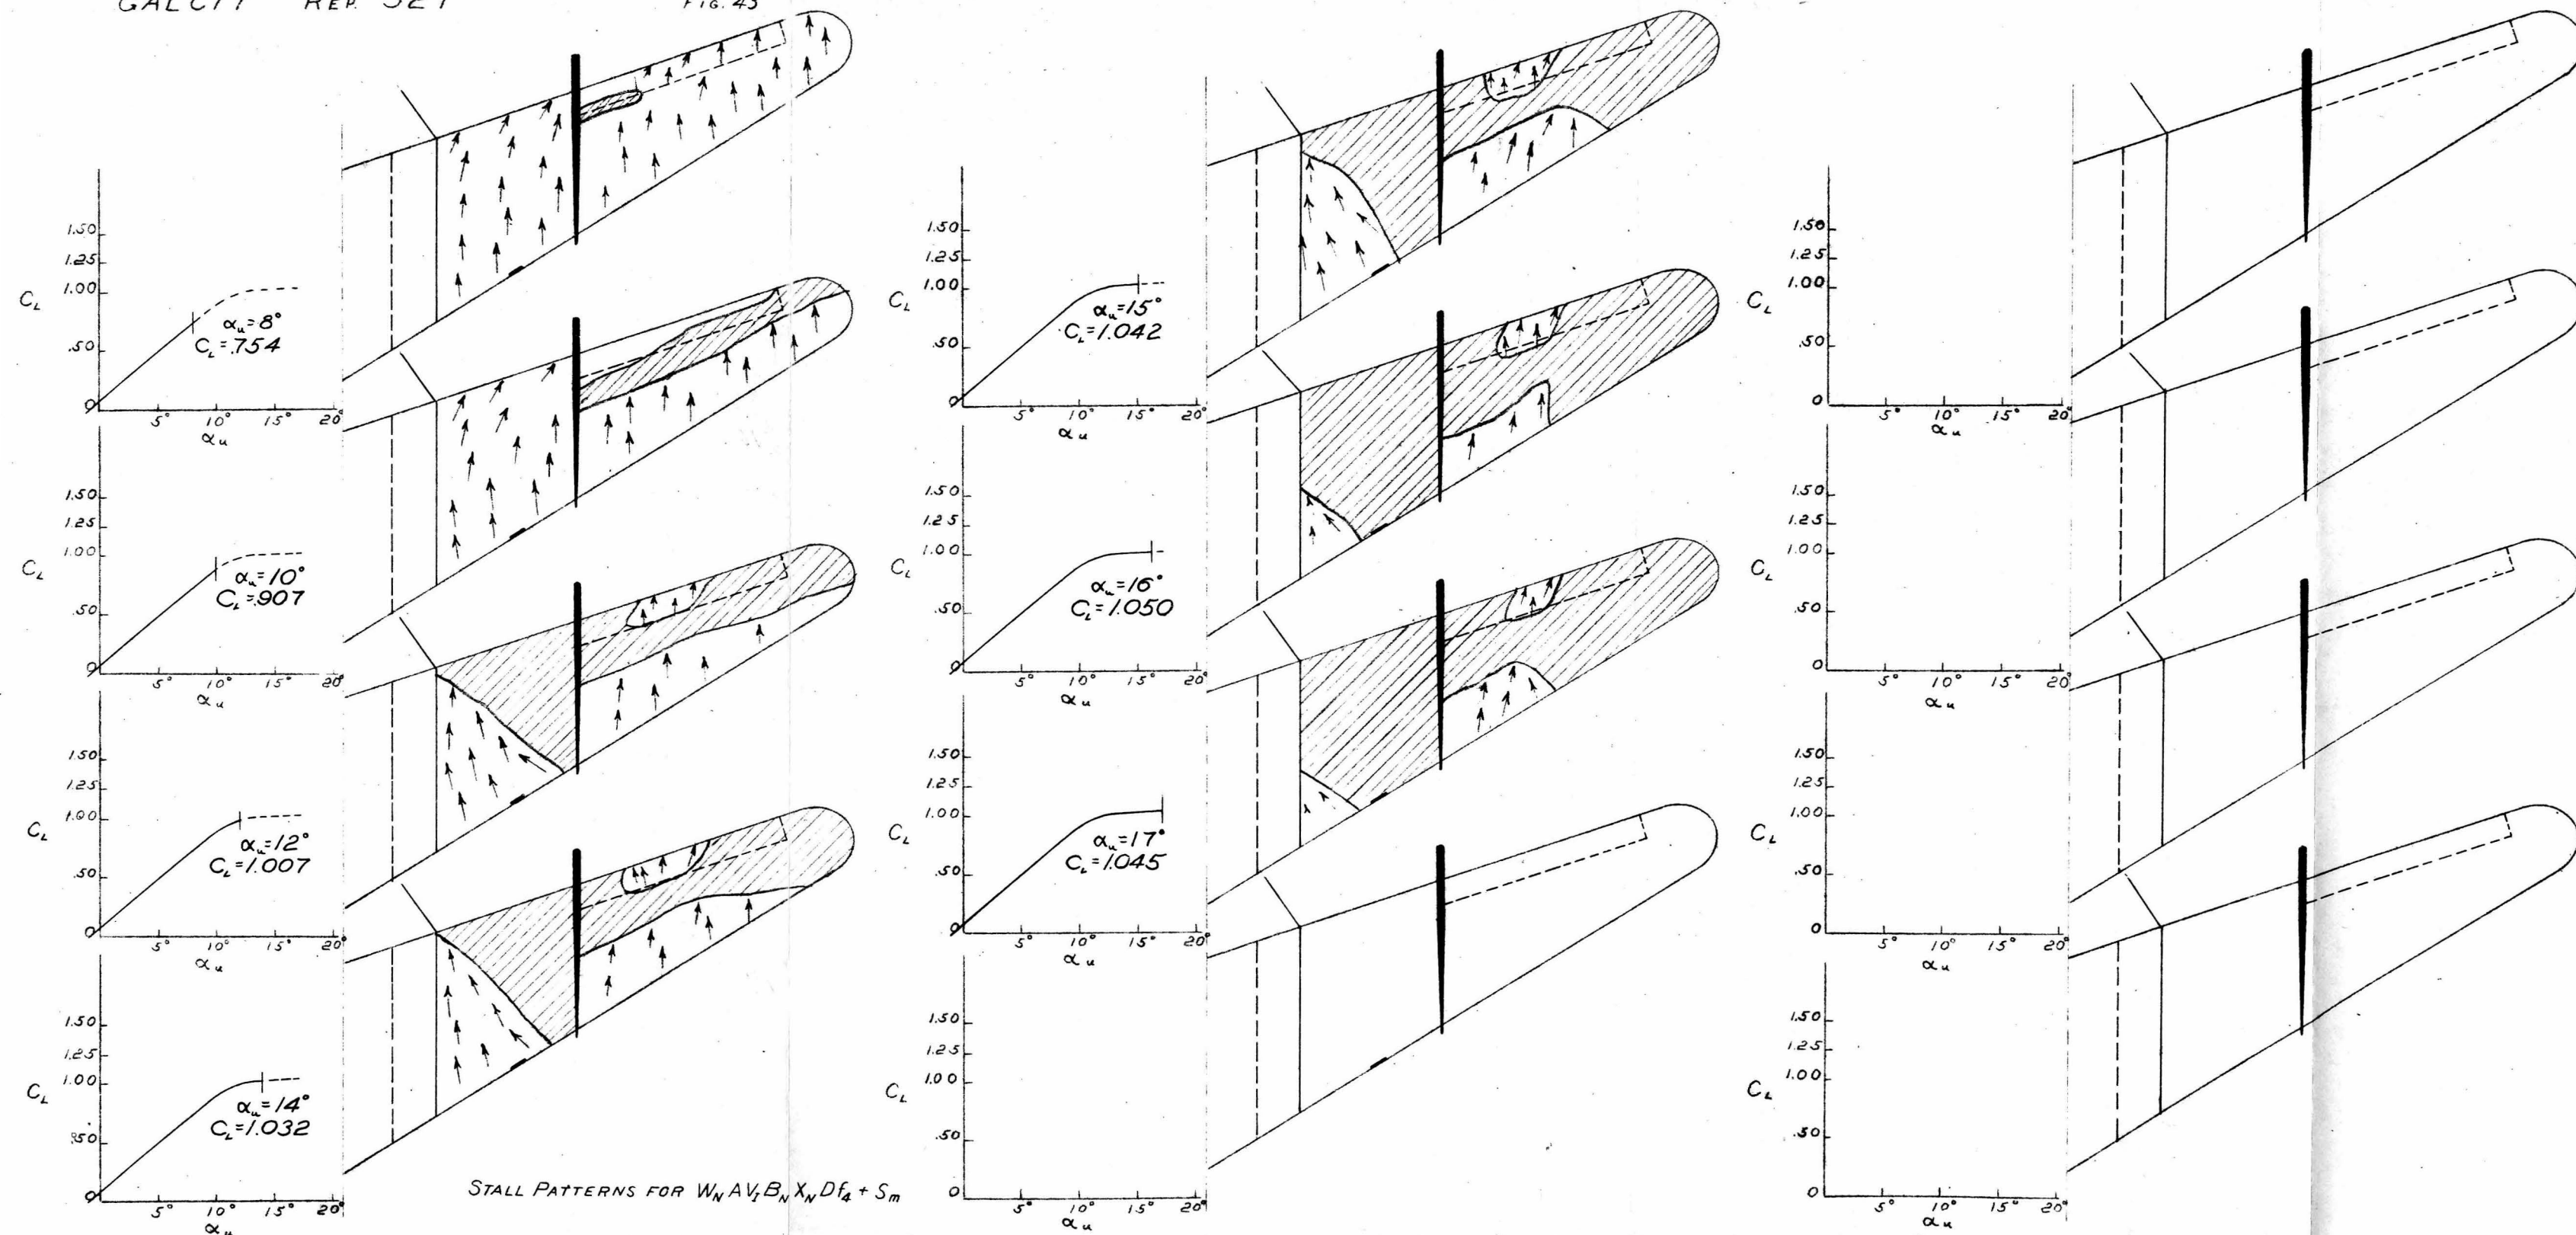 GALCIT REP. 521
FIG. 43
1.50
1.25
C_L 1.00
.50
0
5° 10° 15° 20°
α_u
α_u=8°
C_L=.754
1.50
1.25
C_L 1.00
.50
0
5° 10° 15° 20°
α_u
α_u=10°
C_L=.907
1.50
1.25
C_L 1.00
.50
0
5° 10° 15° 20°
α_u
α_u=12°
C_L=1.007
1.50
1.25
C_L 1.00
.50
0
5° 10° 15° 20°
α_u
α_u=14°
C_L=1.032
1.50
1.25
C_L 1.00
.50
0
5° 10° 15° 20°
α_u
α_u=15°
C_L=1.042
1.50
1.25
C_L 1.00
.50
0
5° 10° 15° 20°
α_u
α_u=16°
C_L=1.050
1.50
1.25
C_L 1.00
.50
0
5° 10° 15° 20°
α_u
α_u=17°
C_L=1.045
1.50
1.25
C_L 1.00
.50
0
5° 10° 15° 20°
α_u
1.50
1.25
C_L 1.00
.50
0
5° 10° 15° 20°
α_u
1.50
1.25
C_L 1.00
.50
0
5° 10° 15° 20°
α_u
1.50
1.25
C_L 1.00
.50
0
5° 10° 15° 20°
α_u
1.50
1.25
C_L 1.00
.50
0
5° 10° 15° 20°
α_u
STALL PATTERNS FOR W_N A V_I B_N X_N D f_4 + S_m